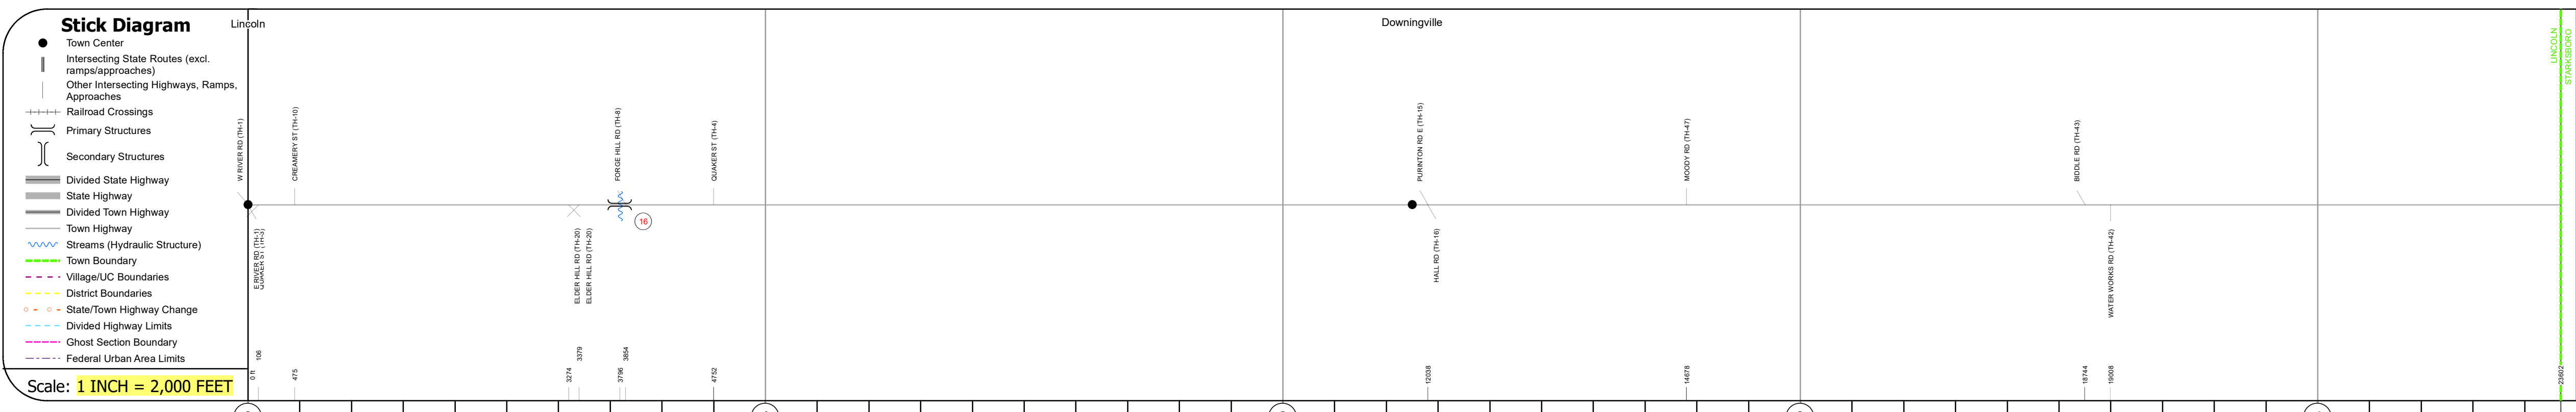 Stick Diagram
Town Center
Intersecting State Routes (excl.
ramps/approaches)
Other Intersecting Highways, Ramps,
Approaches
Railroad Crossings
Primary Structures
Secondary Structures
Divided State Highway
State Highway
Divided Town Highway
Town Highway
Streams (Hydraulic Structure)
Town Boundary
Village/UC Boundaries
District Boundaries
State/Town Highway Change
Divided Highway Limits
Ghost Section Boundary
Federal Urban Area Limits
Scale: 1 INCH = 2,000 FEET
Lincoln
Downingville
LINCOLN
STARKSBORO
W RIVER RD (TH-1)
CREAMERY ST (TH-10)
FORGE HILL RD (TH-8)
QUAKER ST (TH-4)
PURINTON RD E (TH-15)
MOODY RD (TH-47)
BIDDLE RD (TH-43)
16
E RIVER RD (TH-1)
QUAKER ST (TH-3)
ELDER HILL RD (TH-20)
ELDER HILL RD (TH-20)
HALL RD (TH-16)
WATER WORKS RD (TH-42)
0 ft
106
475
3274
3379
3796
3854
4752
12038
14678
18744
19008
23602